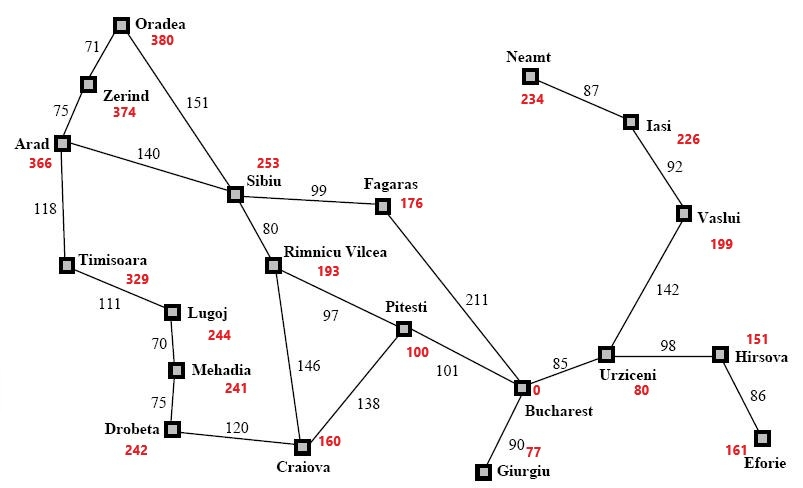 Oradea
380
71
Neamt
87
234
Zerind
374
151
75
Iasi
226
Arad
366
140
92
253
Sibiu
99
Fagaras
176
Vaslui
199
118
80
Timisoara
329
Rimnicu Vilcea
193
211
142
111
Lugoj
244
97
Pitesti
100
151
98
Hirsova
70
146
101
85
Urziceni
80
Mehadia
241
0
Bucharest
86
75
138
Drobeta
242
120
160
Craiova
90
77
Giurgiu
161
Eforie